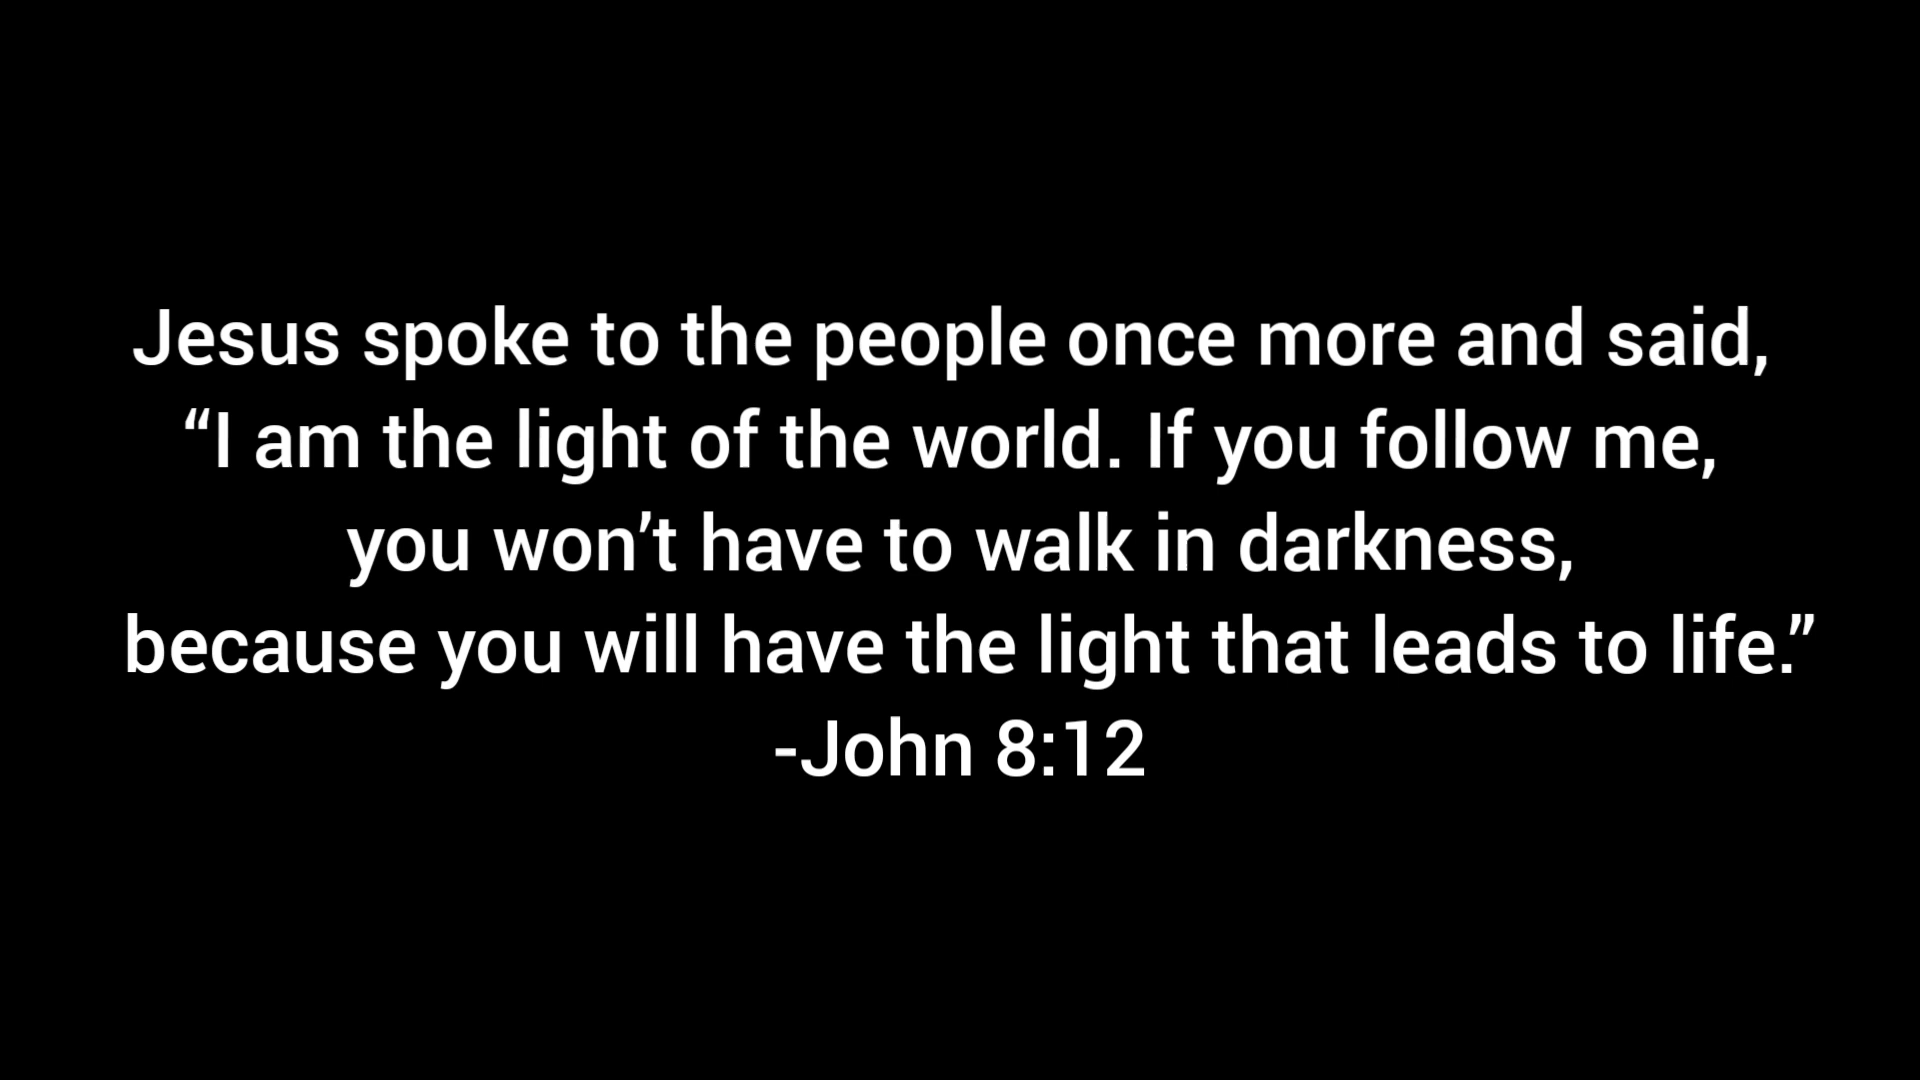 Jesus spoke to the people once more and said,
“I am the light of the world. If you follow me,
you won’t have to walk in darkness,
because you will have the light that leads to life.”
-John 8:12